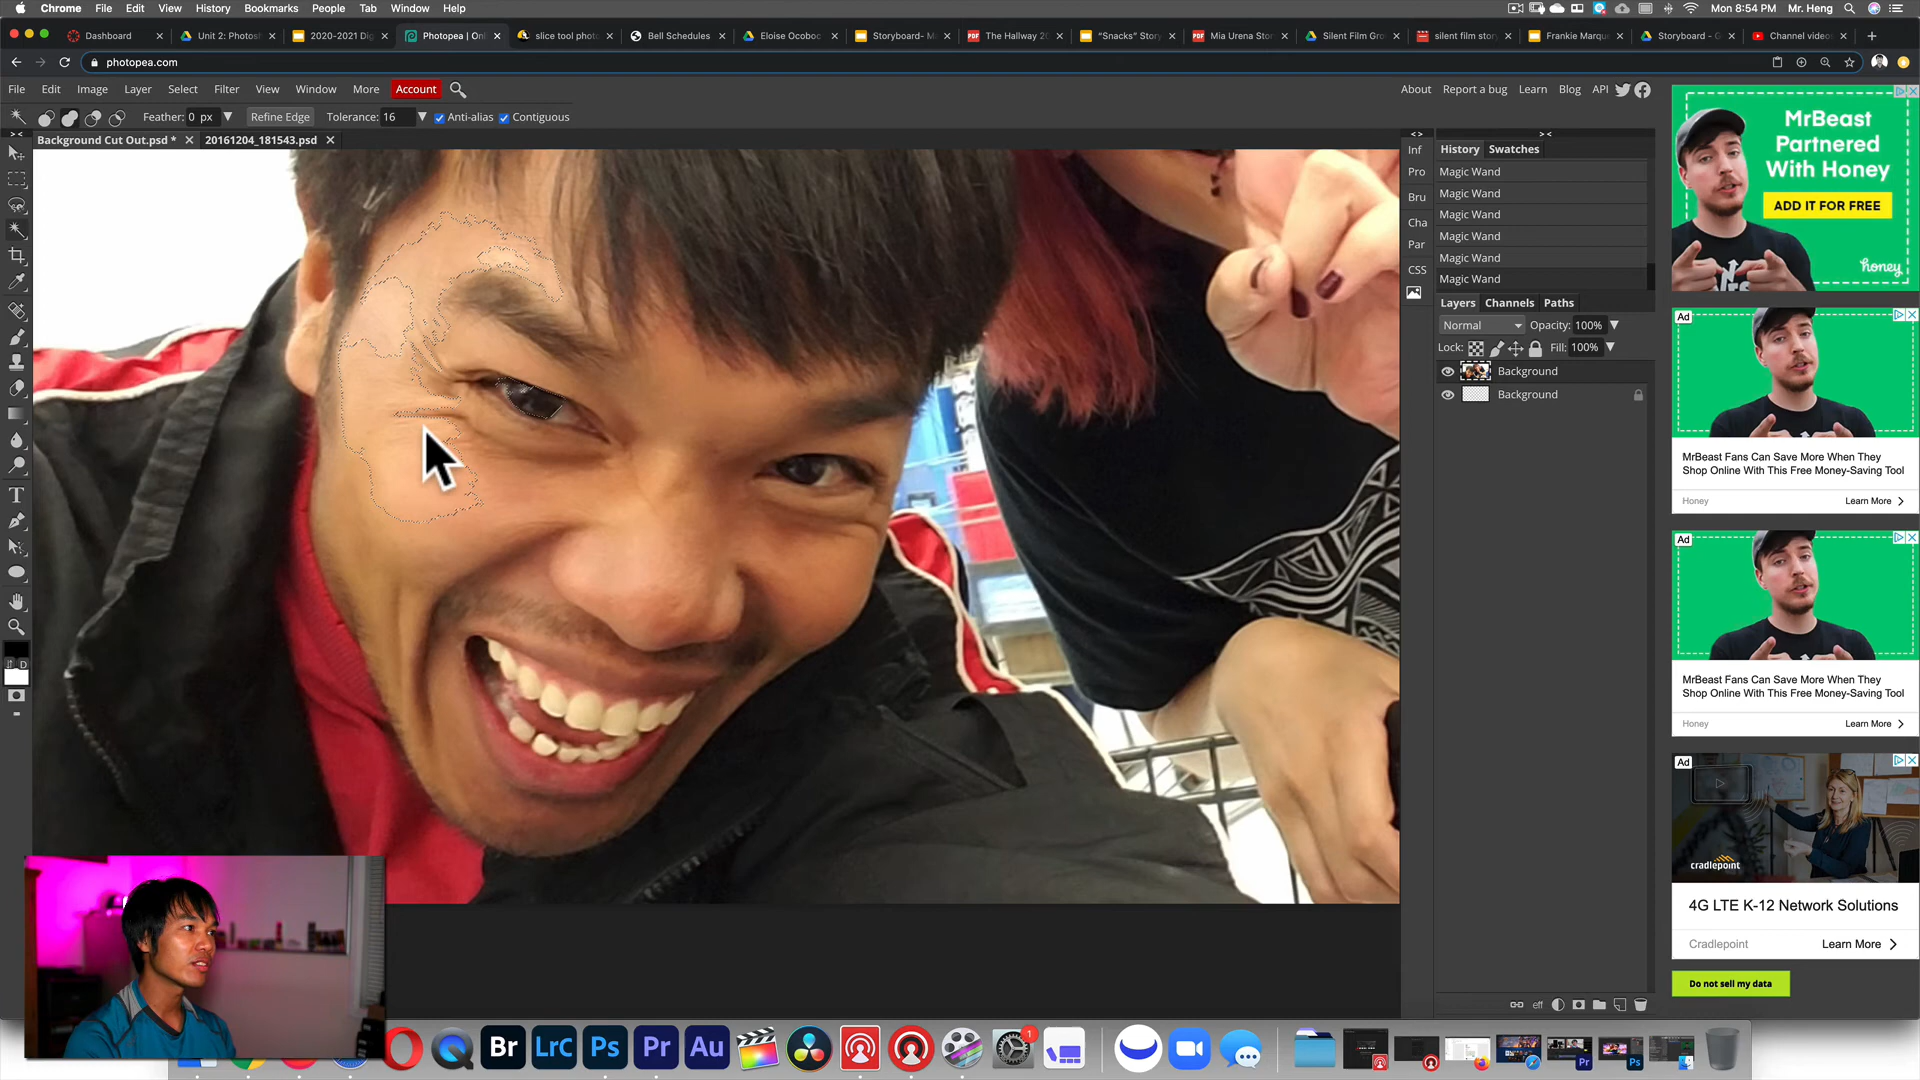 Chrome File Edit View History Bookmarks People Tab Window Help
Mon 8:54 PM Mr. Heng
Dashboard
Unit 2: Photosh
2020-2021 Dig
Photopea | Onl
slice tool photo
Bell Schedules
Eloise Ocoboc
Storyboard- M
The Hallway 20
"Snacks" Story
Mia Urena Stor
Silent Film Gro
silent film stor
Frankie Marqu
Storyboard - G
Channel video
photopea.com
File Edit Image Layer Select Filter View Window More Account
About Report a bug Learn Blog API
Feather: 0 px Refine Edge Tolerance: 16 Anti-alias Contiguous
Background Cut Out.psd *
20161204_181543.psd
Inf
Pro
Bru
Cha
Par
CSS
History Swatches
Magic Wand
Magic Wand
Magic Wand
Magic Wand
Magic Wand
Magic Wand
Layers Channels Paths
Normal Opacity: 100%
Lock: Fill: 100%
Background
Background
eff
D
MrBeast
Partnered
With Honey
ADD IT FOR FREE
honey
Ad
MrBeast Fans Can Save More When They
Shop Online With This Free Money-Saving Tool
Honey Learn More
Ad
MrBeast Fans Can Save More When They
Shop Online With This Free Money-Saving Tool
Honey Learn More
Ad
cradlepoint
4G LTE K-12 Network Solutions
Cradlepoint Learn More
Do not sell my data
Br
LrC
Ps
Pr
Au
1
Pr
Ps